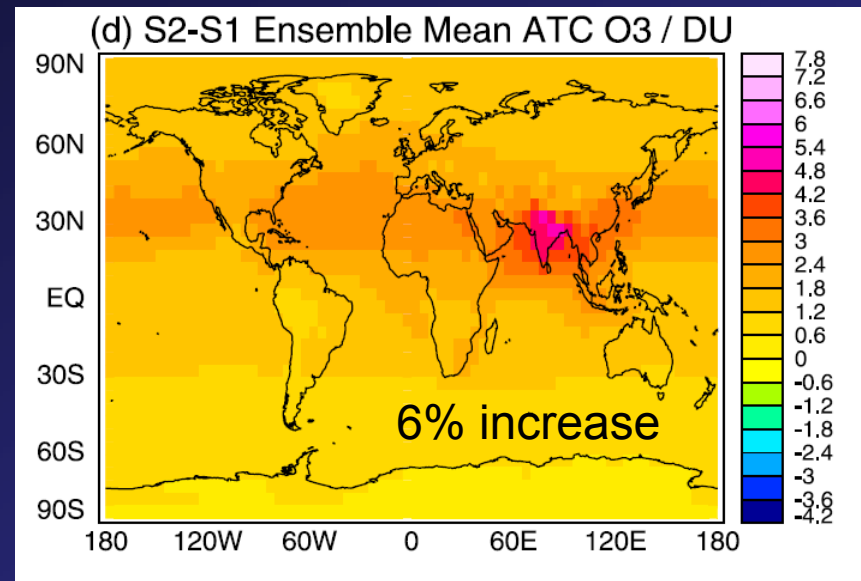 (d) S2-S1 Ensemble Mean ATC O3 / DU
90N
60N
30N
EQ
30S
60S
90S
180 120W 60W 0 60E 120E 180
6% increase
7.8
7.2
6.6
6
5.4
4.8
4.2
3.6
3
2.4
1.8
1.2
0.6
0
-0.6
-1.2
-1.8
-2.4
-3
-3.6
-4.2